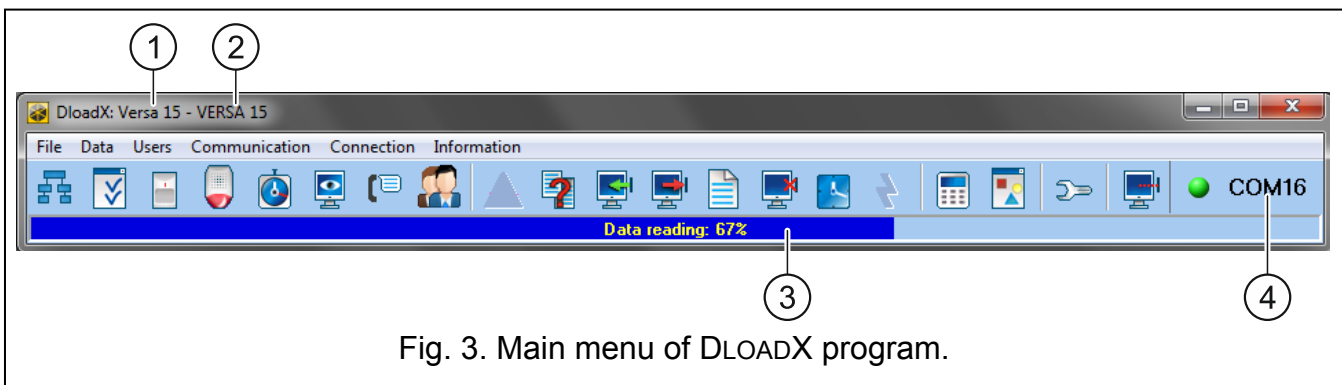 1 2
DloadX: Versa 15 - VERSA 15
File Data Users Communication Connection Information
COM16
Data reading: 67%
3 4
Fig. 3. Main menu of DLOADX program.